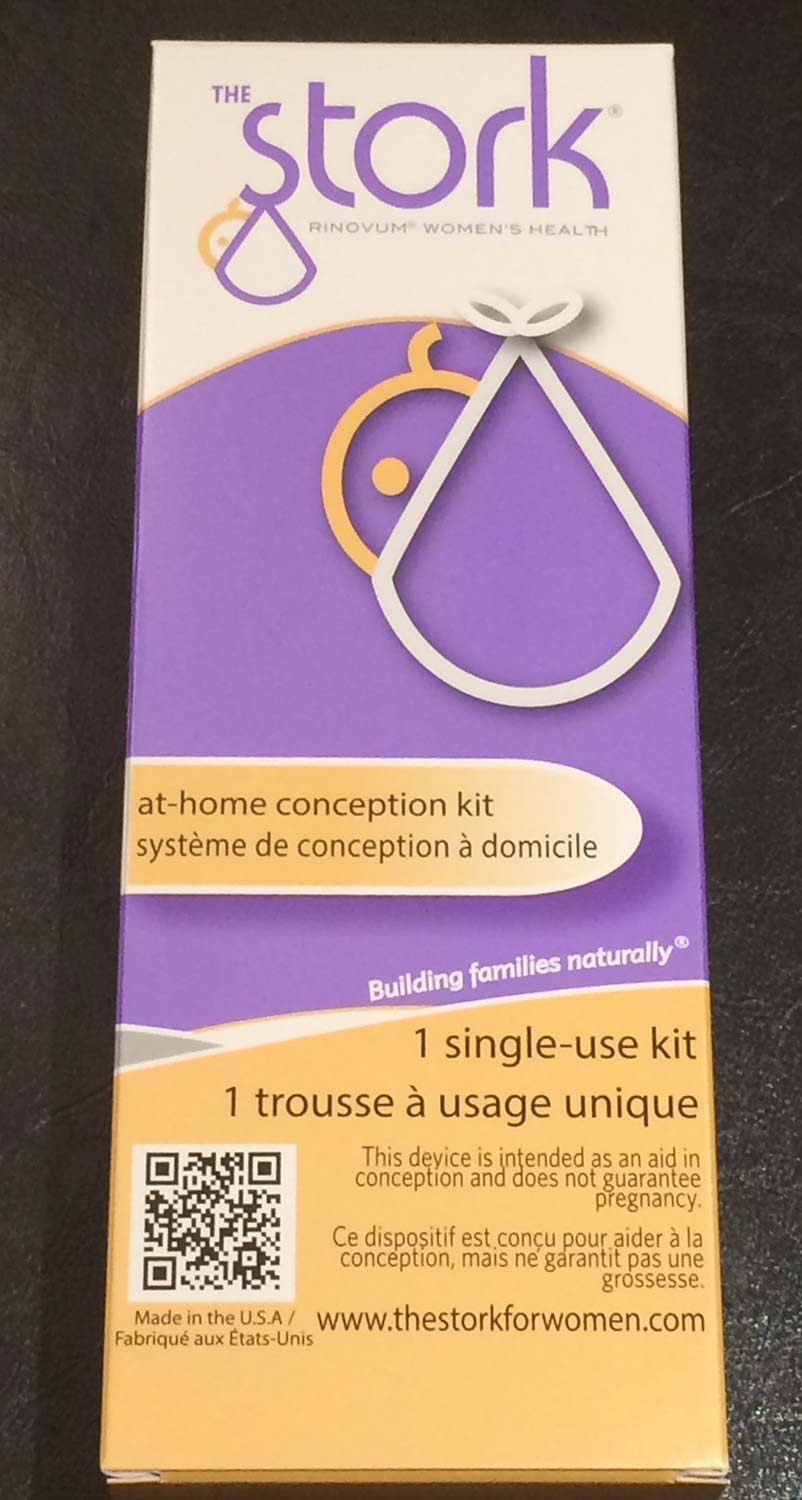 THE stork®
RINOVUM® WOMEN'S HEALTH
at-home conception kit
système de conception à domicile
Building families naturally®
1 single-use kit
1 trousse à usage unique
This device is intended as an aid in
conception and does not guarantee
pregnancy.
Ce dispositif est conçu pour aider à la
conception, mais ne garantit pas une
grossesse.
Made in the U.S.A /
Fabriqué aux États-Unis
www.thestorkforwomen.com